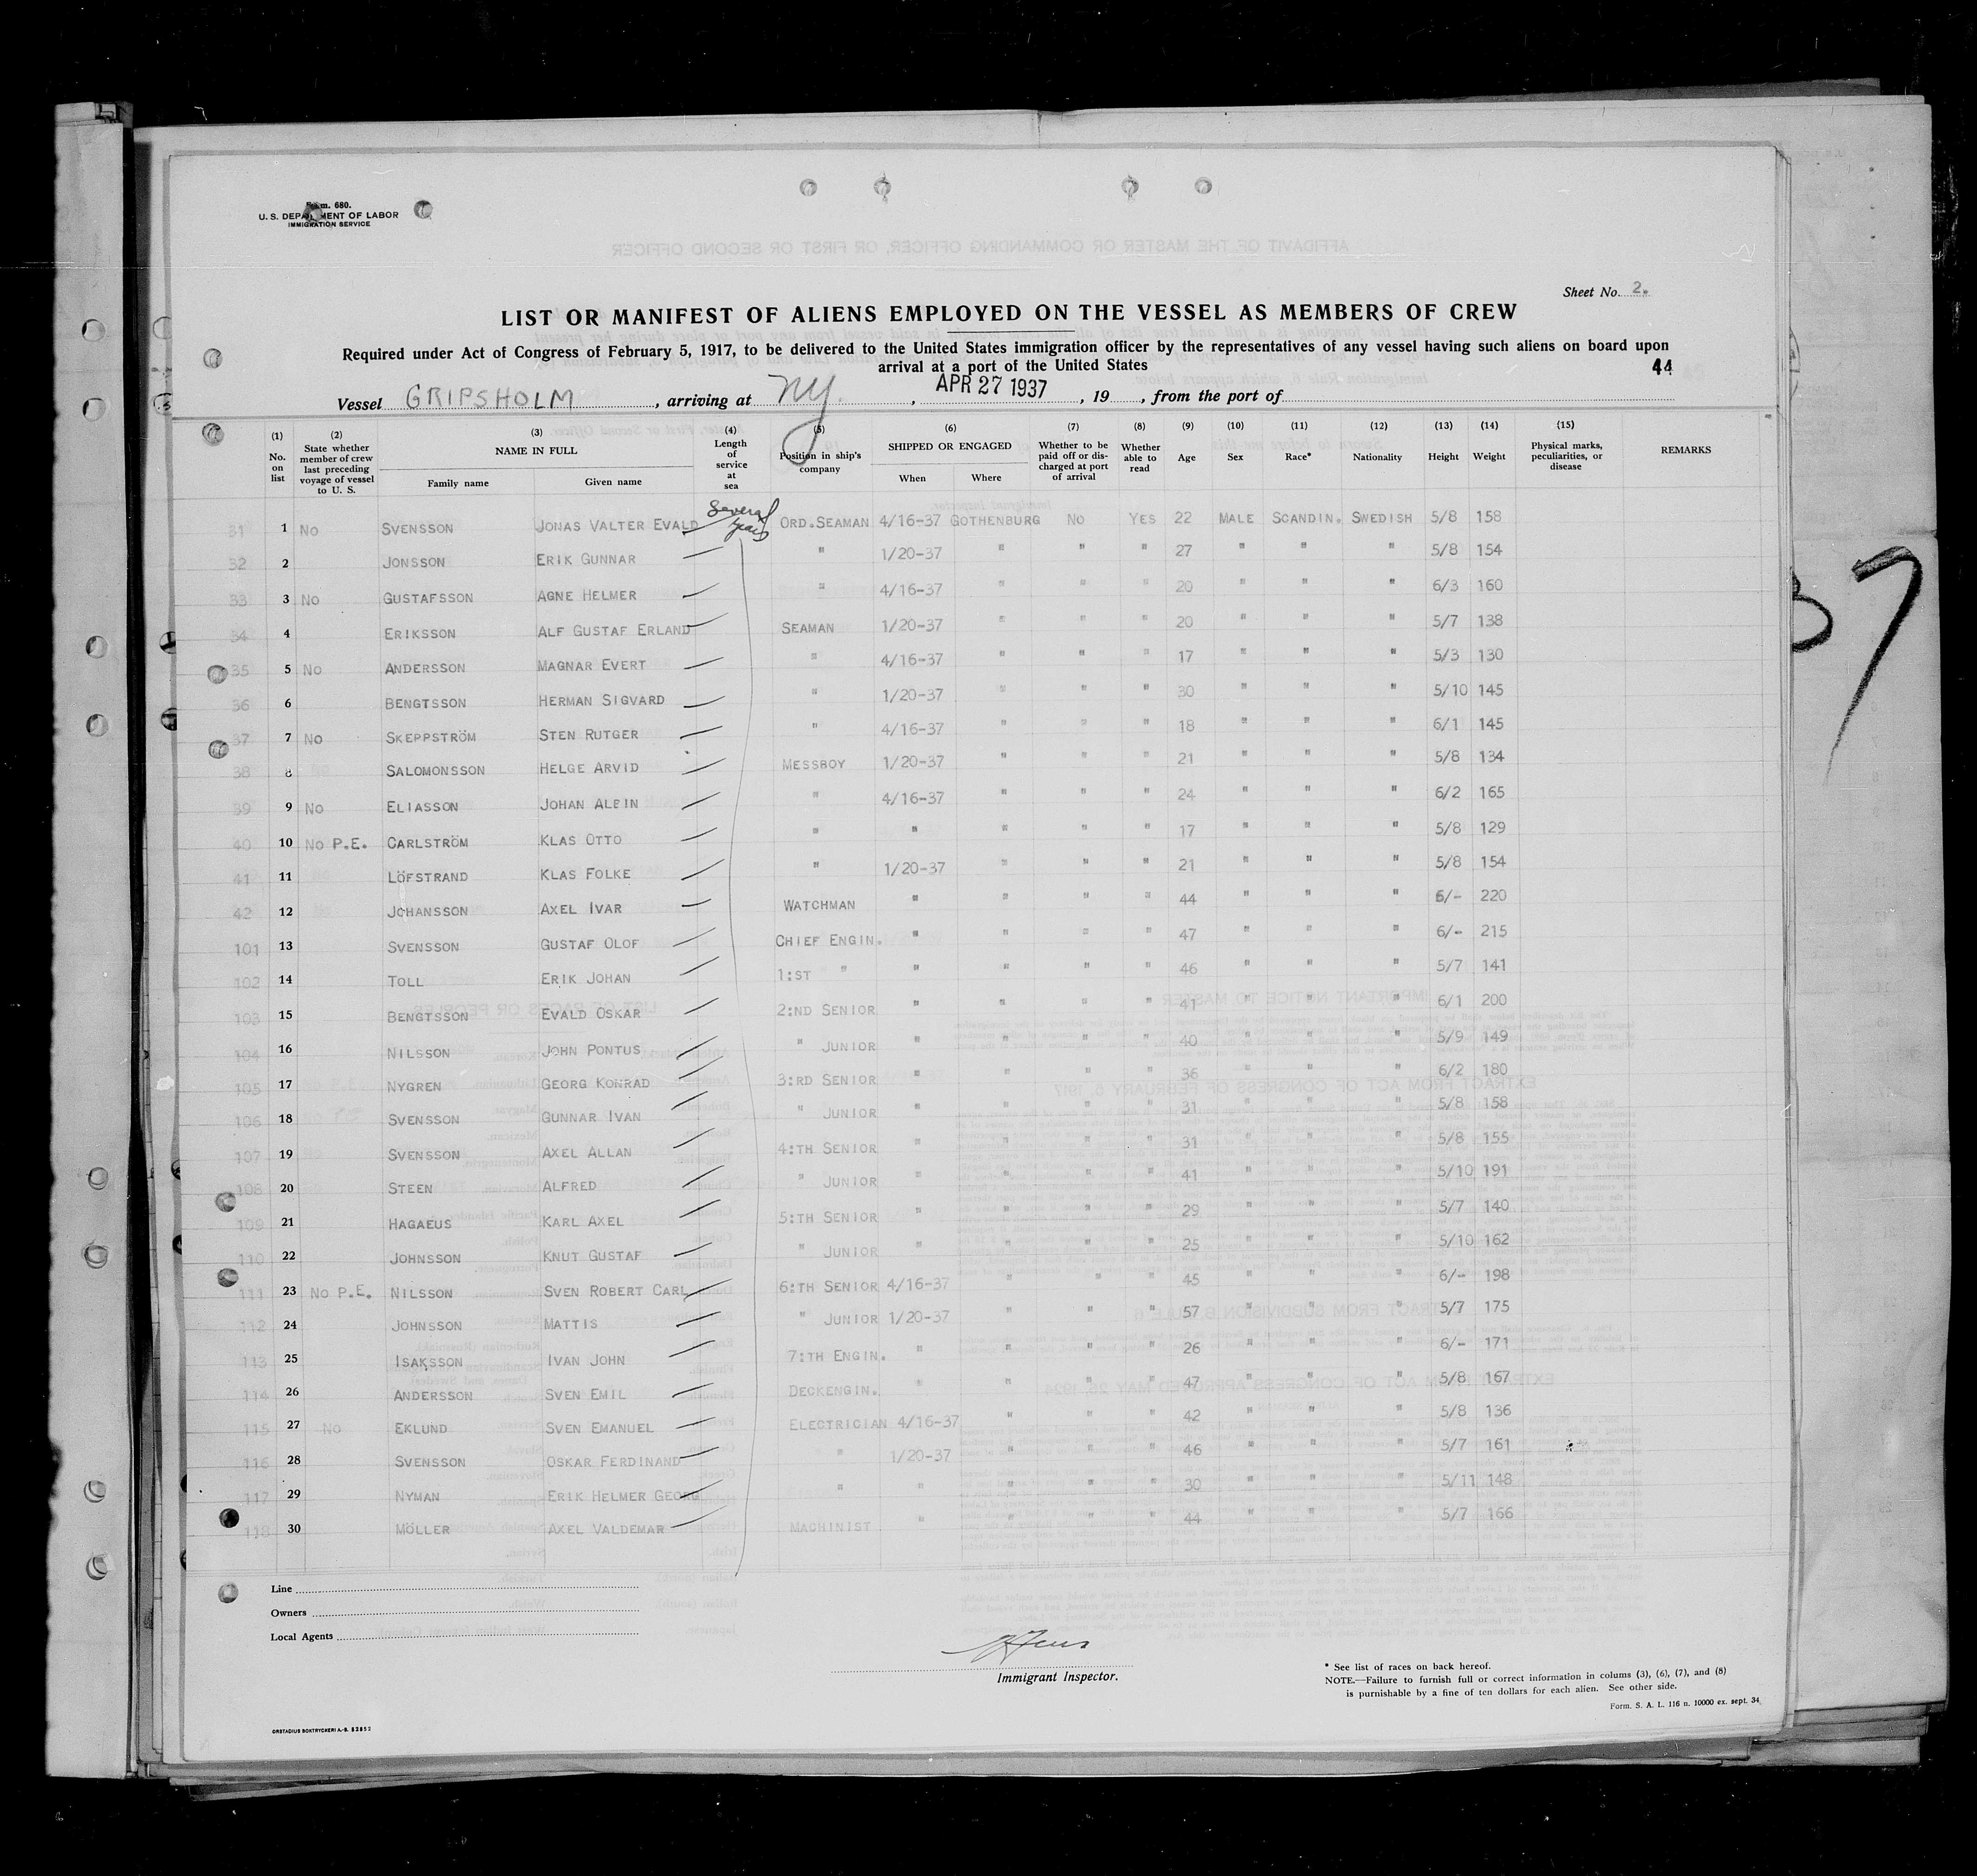 Form 680.
U. S. DEPARTMENT OF LABOR
IMMIGRATION SERVICE
Sheet No. 2.
LIST OR MANIFEST OF ALIENS EMPLOYED ON THE VESSEL AS MEMBERS OF CREW
Required under Act of Congress of February 5, 1917, to be delivered to the United States immigration officer by the representatives of any vessel having such aliens on board upon
arrival at a port of the United States
44
Vessel GRIPSHOLM, arriving at NY., APR 27 1937, 19 , from the port of
(1) No. on list (2) State whether member of crew last preceding voyage of vessel to U. S. (3) NAME IN FULL Family name Given name (4) Length of service at sea (5) Position in ship's company (6) SHIPPED OR ENGAGED When Where (7) Whether to be paid off or discharged at port of arrival (8) Whether able to read (9) Age (10) Sex (11) Race* (12) Nationality (13) Height (14) Weight (15) Physical marks, peculiarities, or disease REMARKS
31 1 No SVENSSON JONAS VALTER EVALD Several years ORD.SEAMAN 4/16-37 GOTHENBURG No YES 22 MALE SCANDIN. SWEDISH 5/8 158
32 2 JONSSON ERIK GUNNAR " 1/20-37 " " " 27 " " " 5/8 154
33 3 No GUSTAFSSON AGNE HELMER " 4/16-37 " " " 20 " " " 6/3 160
34 4 ERIKSSON ALF GUSTAF ERLAND SEAMAN 1/20-37 " " " 20 " " " 5/7 138
35 5 No ANDERSSON MAGNAR EVERT " 4/16-37 " " " 17 " " " 5/3 130
36 6 BENGTSSON HERMAN SIGVARD " 1/20-37 " " " 30 " " " 5/10 145
37 7 No SKEPPSTRÖM STEN RUTGER " 4/16-37 " " " 18 " " " 6/1 145
38 8 SALOMONSSON HELGE ARVID MESSBOY 1/20-37 " " " 21 " " " 5/8 134
39 9 No ELIASSON JOHAN ALBIN " 4/16-37 " " " 24 " " " 6/2 165
40 10 No P.E. CARLSTRÖM KLAS OTTO " " " " " 17 " " " 5/8 129
41 11 LÖFSTRAND KLAS FOLKE " 1/20-37 " " " 21 " " " 5/8 154
42 12 JOHANSSON AXEL IVAR WATCHMAN " " " " 44 " " " 6/- 220
101 13 SVENSSON GUSTAF OLOF CHIEF ENGIN. " " " " 47 " " " 6/- 215
102 14 TOLL ERIK JOHAN 1:ST " " " " " 46 " " " 5/7 141
103 15 BENGTSSON EVALD OSKAR 2:ND SENIOR " " " " 41 " " " 6/1 200
104 16 NILSSON JOHN PONTUS " JUNIOR " " " " 40 " " " 5/9 149
105 17 NYGREN GEORG KONRAD 3:RD SENIOR " " " " 36 " " " 6/2 180
106 18 SVENSSON GUNNAR IVAN " JUNIOR " " " " 31 " " " 5/8 158
107 19 SVENSSON AXEL ALLAN 4:TH SENIOR " " " " 31 " " " 5/8 155
108 20 STEEN ALFRED " JUNIOR " " " " 41 " " " 5/10 191
109 21 HAGAEUS KARL AXEL 5:TH SENIOR " " " " 29 " " " 5/7 140
110 22 JOHNSSON KNUT GUSTAF " JUNIOR " " " " 25 " " " 5/10 162
111 23 No P.E. NILSSON SVEN ROBERT CARL 6:TH SENIOR 4/16-37 " " " 45 " " " 6/- 198
112 24 JOHNSSON MATTIS " JUNIOR 1/20-37 " " " 57 " " " 5/7 175
113 25 ISAKSSON IVAN JOHN 7:TH ENGIN. " " " " 26 " " " 6/- 171
114 26 ANDERSSON SVEN EMIL DECKENGIN. " " " " 47 " " " 5/8 167
115 27 No EKLUND SVEN EMANUEL ELECTRICIAN 4/16-37 " " " 42 " " " 5/8 136
116 28 SVENSSON OSKAR FERDINAND " 1/20-37 " " " 46 " " " 5/7 161
117 29 NYMAN ERIK HELMER GEORG " " " " " 30 " " " 5/11 148
118 30 MÖLLER AXEL VALDEMAR MACHINIST " " " " 44 " " " 5/7 166
37
Line
Owners
Local Agents
Immigrant Inspector.
* See list of races on back hereof.
NOTE.—Failure to furnish full or correct information in colums (3), (6), (7), and (8)
is purnishable by a fine of ten dollars for each alien. See other side.
Form. S. A. L. 116 n. 10000 ex. sept. 34
ORSTADIUS BOKTRYCKERI A.-B. 52852